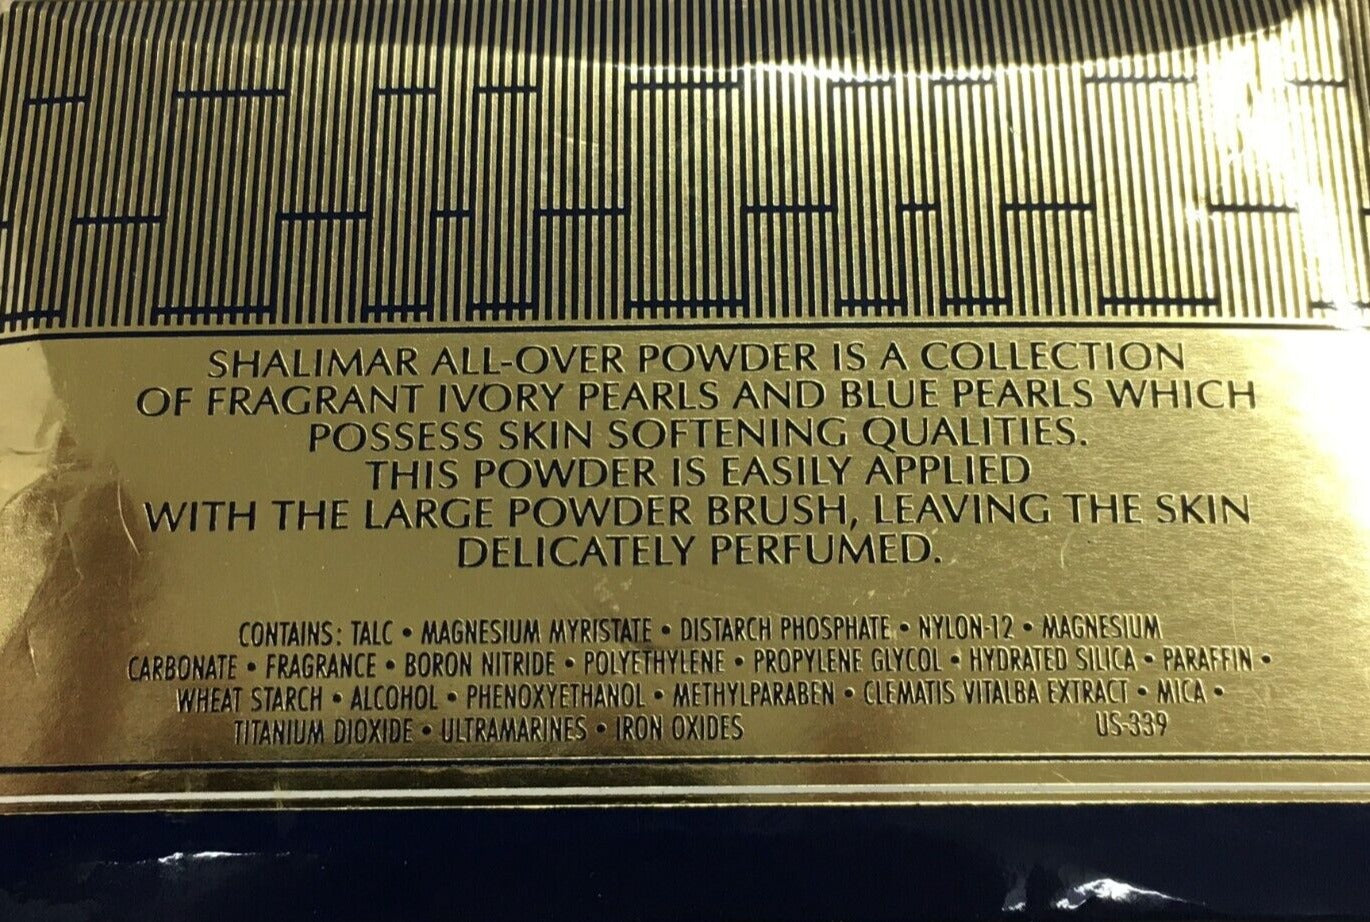 SHALIMAR ALL-OVER POWDER IS A COLLECTION
OF FRAGRANT IVORY PEARLS AND BLUE PEARLS WHICH
POSSESS SKIN SOFTENING QUALITIES.
THIS POWDER IS EASILY APPLIED
WITH THE LARGE POWDER BRUSH, LEAVING THE SKIN
DELICATELY PERFUMED.
CONTAINS: TALC • MAGNESIUM MYRISTATE • DISTARCH PHOSPHATE • NYLON-12 • MAGNESIUM
CARBONATE • FRAGRANCE • BORON NITRIDE • POLYETHYLENE • PROPYLENE GLYCOL • HYDRATED SILICA • PARAFFIN •
WHEAT STARCH • ALCOHOL • PHENOXYETHANOL • METHYLPARABEN • CLEMATIS VITALBA EXTRACT • MICA •
TITANIUM DIOXIDE • ULTRAMARINES • IRON OXIDES US-339